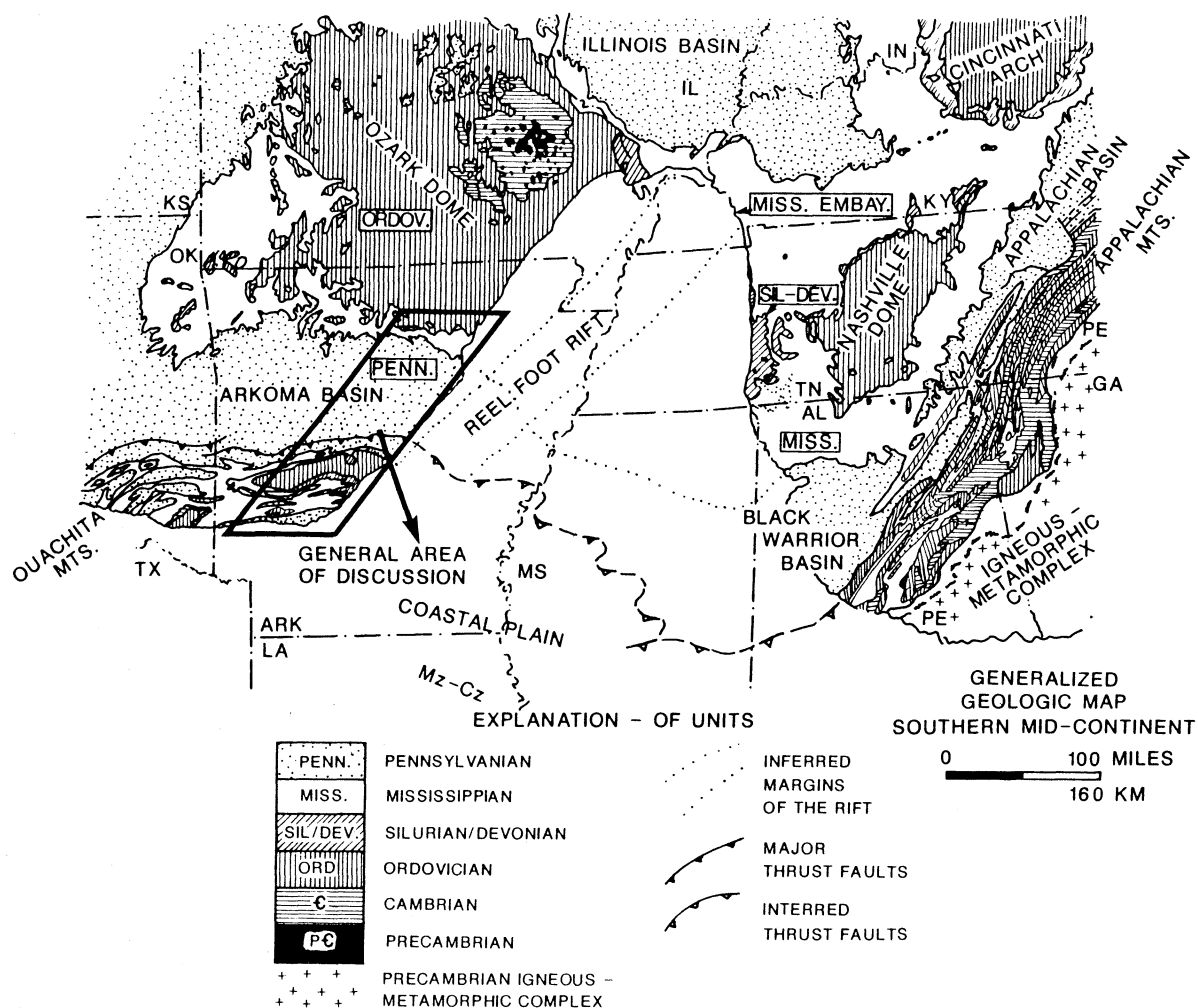 ILLINOIS BASIN
IL
IN
CINCINNATI
ARCH
OZARK DOME
KS
OK
ORDOV.
MISS. EMBAY.
KY
APPALACHIAN
BASIN
APPALACHIAN
MTS.
SIL-DEV.
NASHVILLE
DOME
PENN.
ARKOMA BASIN
REELFOOT RIFT
TN
AL
MISS.
PE
GA
OUACHITA
MTS.
TX
GENERAL AREA
OF DISCUSSION
MS
BLACK
WARRIOR
BASIN
IGNEOUS -
METAMORPHIC
COMPLEX
PE
COASTAL PLAIN
ARK
LA
Mz-Cz
GENERALIZED
GEOLOGIC MAP
SOUTHERN MID-CONTINENT
0 100 MILES
160 KM
EXPLANATION - OF UNITS
PENN. PENNSYLVANIAN
MISS. MISSISSIPPIAN
SIL/DEV. SILURIAN/DEVONIAN
ORD ORDOVICIAN
Є CAMBRIAN
PЄ PRECAMBRIAN
PRECAMBRIAN IGNEOUS -
METAMORPHIC COMPLEX
INFERRED
MARGINS
OF THE RIFT
MAJOR
THRUST FAULTS
INTERRED
THRUST FAULTS